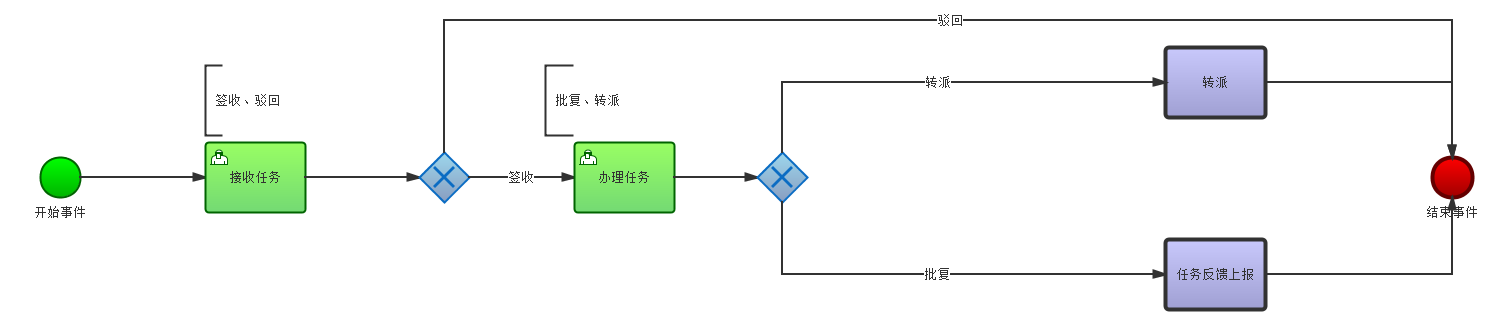 驳回
转派
转派
签收、驳回
批复、转派
接收任务
签收
办理任务
开始事件
结束事件
批复
任务反馈上报